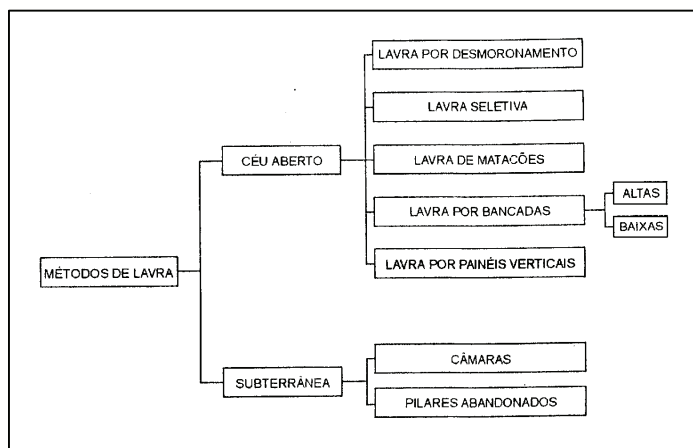 MÉTODOS DE LAVRA
CÉU ABERTO
LAVRA POR DESMORONAMENTO
LAVRA SELETIVA
LAVRA DE MATACÕES
LAVRA POR BANCADAS
ALTAS
BAIXAS
LAVRA POR PAINÉIS VERTICAIS
SUBTERRÂNEA
CÂMARAS
PILARES ABANDONADOS